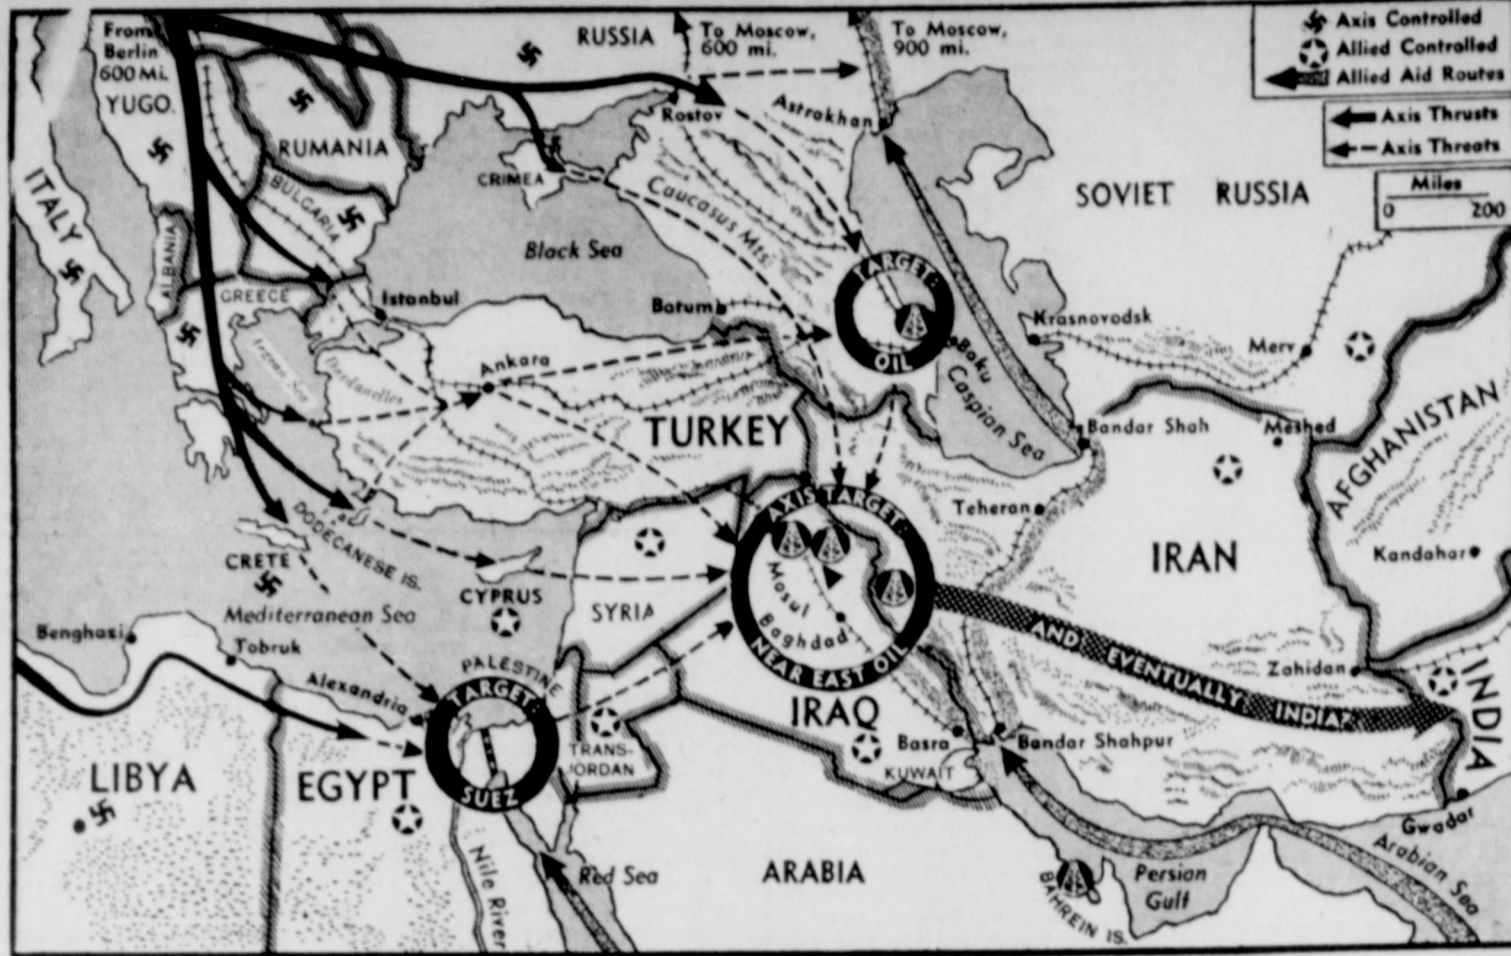 From
Berlin
600 Mi.
YUGO.
RUSSIA
To Moscow,
600 mi.
To Moscow,
900 mi.
Axis Controlled
Allied Controlled
Allied Aid Routes
Axis Thrusts
Axis Threats
Miles
0 200
ITALY
RUMANIA
BULGARIA
ALBANIA
GREECE
CRIMEA
Rostov
Astrakhan
Caucasus Mts.
Black Sea
SOVIET RUSSIA
Istanbul
Batum
TARGET:
OIL
Baku
Caspian Sea
Krasnovodsk
Merv
Aegean Sea
Dardanelles
Ankara
TURKEY
Bandar Shah
Meshed
AFGHANISTAN
Teheran
IRAN
Kandahar
DODECANESE IS.
CRETE
Mediterranean Sea
CYPRUS
SYRIA
AXIS TARGET:
Mosul
Baghdad
NEAR EAST OIL
AND EVENTUALLY INDIA?
Zahidan
INDIA
Benghazi
Tobruk
Alexandria
PALESTINE
TARGET:
SUEZ
TRANS-
JORDAN
IRAQ
Basra
KUWAIT
Bandar Shahpur
LIBYA
EGYPT
Nile River
Red Sea
ARABIA
BAHREIN IS.
Persian
Gulf
Gwadar
Arabian Sea